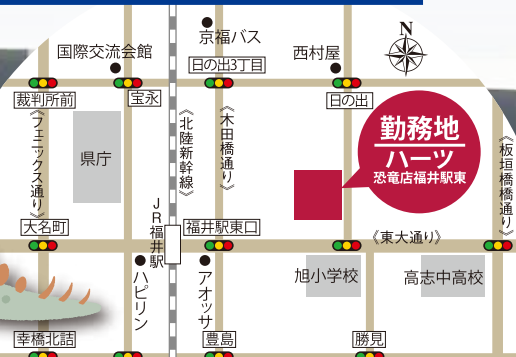 京福バス
N
国際交流会館
西村屋
日の出3丁目
裁判所前
宝永
日の出
《フェニックス通り》
県庁
《北陸新幹線》
《木田橋通り》
勤務地
ハーツ
恐竜店福井駅東
《板垣橋橋通り》
大名町
JR福井駅
福井駅東口
《東大通り》
ハピリン
アオッサ
旭小学校
高志中高校
幸橋北詰
豊島
勝見